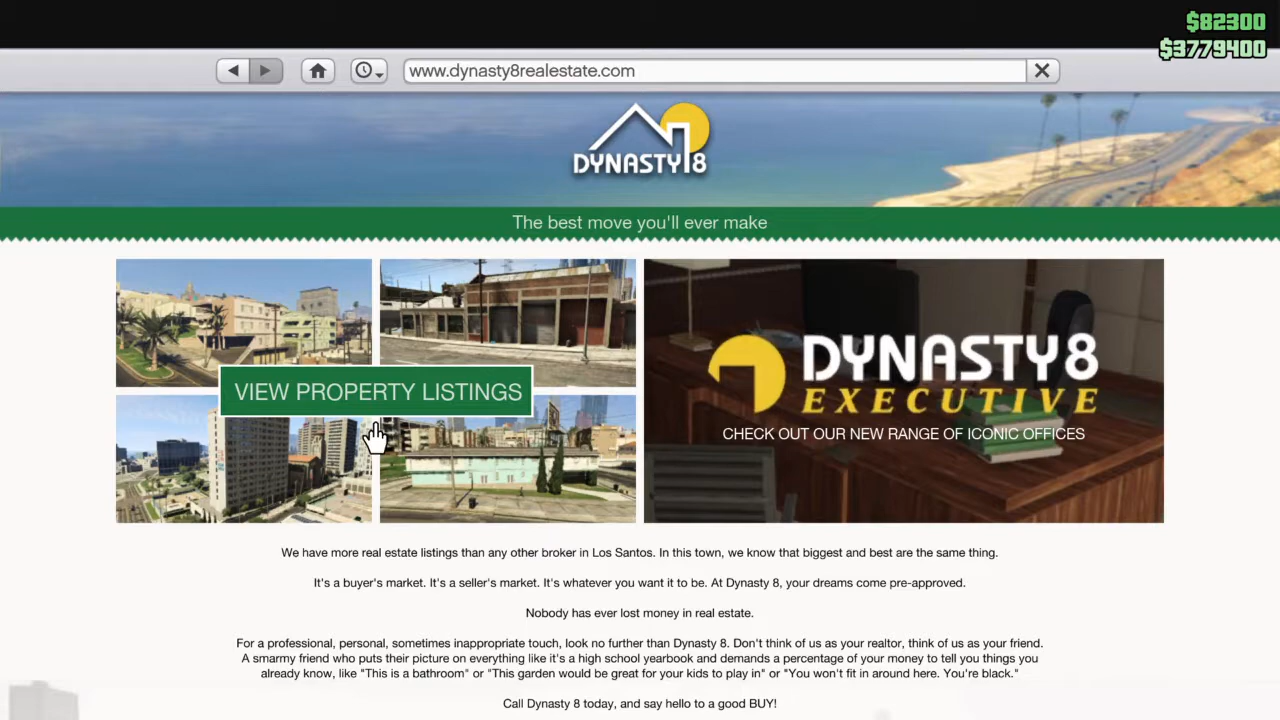 $82300
$3779400
www.dynasty8realestate.com
DYNASTY 8
The best move you'll ever make
VIEW PROPERTY LISTINGS
DYNASTY 8
EXECUTIVE
CHECK OUT OUR NEW RANGE OF ICONIC OFFICES
We have more real estate listings than any other broker in Los Santos. In this town, we know that biggest and best are the same thing.
It's a buyer's market. It's a seller's market. It's whatever you want it to be. At Dynasty 8, your dreams come pre-approved.
Nobody has ever lost money in real estate.
For a professional, personal, sometimes inappropriate touch, look no further than Dynasty 8. Don't think of us as your realtor, think of us as your friend.
A smarmy friend who puts their picture on everything like it's a high school yearbook and demands a percentage of your money to tell you things you
already know, like "This is a bathroom" or "This garden would be great for your kids to play in" or "You won't fit in around here. You're black."
Call Dynasty 8 today, and say hello to a good BUY!